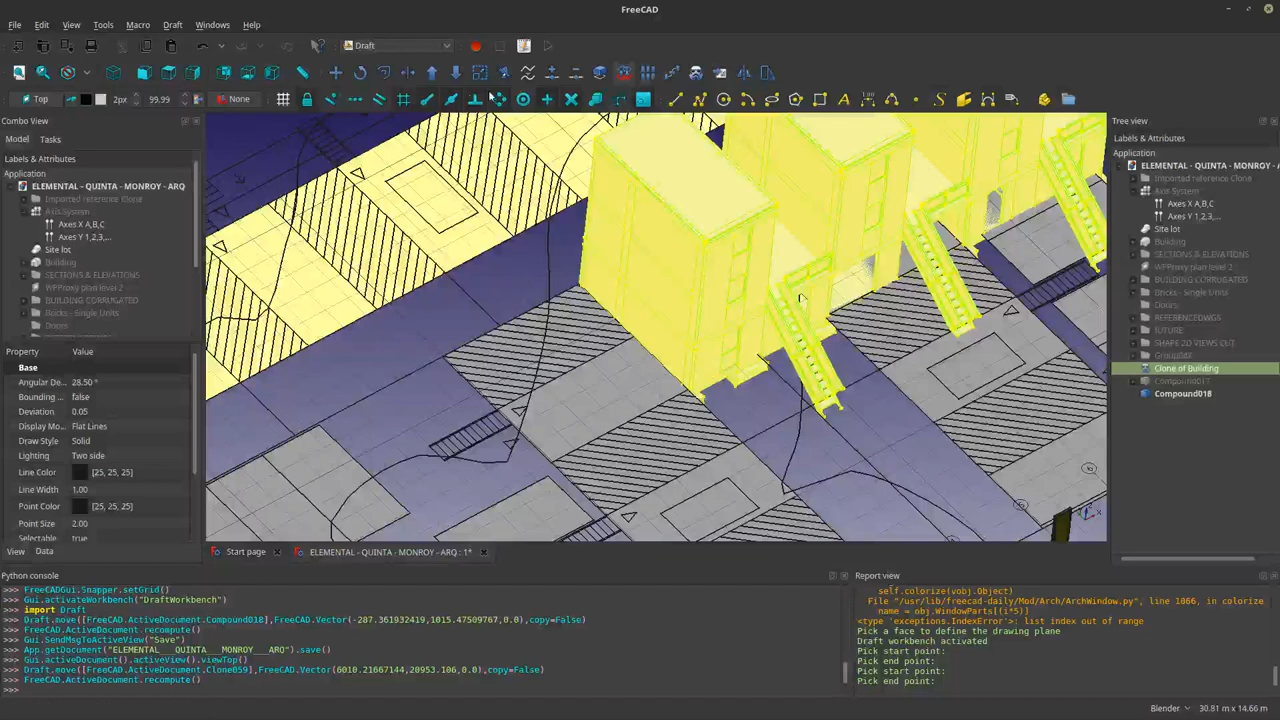 FreeCAD
File Edit View Tools Macro Draft Windows Help
Draft
Top 2px 99.99 None
Combo View
Model Tasks
Labels & Attributes
Application
ELEMENTAL - QUINTA - MONROY - ARQ
Imported reference Clone
Axis-System
Axes X A,B,C
Axes Y 1,2,3,...
Site lot
Building
SECTIONS & ELEVATIONS
WPProxy plan level 2
BUILDING CORRUGATED
Bricks - Single Units
Doors
Property Value
Base
Angular De... 28.50 °
Bounding ... false
Deviation 0.05
Display Mo... Flat Lines
Draw Style Solid
Lighting Two side
Line Color [25, 25, 25]
Line Width 1.00
Point Color [25, 25, 25]
Point Size 2.00
Selectable true
View Data
Start page ELEMENTAL - QUINTA - MONROY - ARQ : 1*
Tree view
Labels & Attributes
Application
ELEMENTAL - QUINTA - MONROY - A
Imported reference Clone
Axis-System
Axes X A,B,C
Axes Y 1,2,3,...
Site lot
Building
SECTIONS & ELEVATIONS
WPProxy plan level 2
BUILDING CORRUGATED
Bricks - Single Units
Doors
REFERENCEDWGS
FUTURE
SHAPE 2D VIEWS CUT
Clone of Building
Compound017
Compound018
Python console
>>> FreeCADGui.Snapper.setGrid()
>>> Gui.activateWorkbench("DraftWorkbench")
>>> import Draft
>>> Draft.move([FreeCAD.ActiveDocument.Compound018],FreeCAD.Vector(-287.361932419,1015.47509767,0.0),copy=False)
>>> FreeCAD.ActiveDocument.recompute()
>>> Gui.SendMsgToActiveView("Save")
>>> App.getDocument("ELEMENTAL___QUINTA___MONROY___ARQ").save()
>>> Gui.activeDocument().activeView().viewTop()
>>> Draft.move([FreeCAD.ActiveDocument.Clone059],FreeCAD.Vector(6010.21667144,20953.106,0.0),copy=False)
>>> FreeCAD.ActiveDocument.recompute()
>>>
Report view
self.colorize(vobj.Object)
File "/usr/lib/freecad-daily/Mod/Arch/ArchWindow.py", line 1066, in colorize
name = obj.WindowParts[(i*5)]
<type 'exceptions.IndexError'>: list index out of range
Pick a face to define the drawing plane
Draft workbench activated
Pick start point:
Pick end point:
Pick start point:
Pick end point:
Blender 30.81 m x 14.66 m